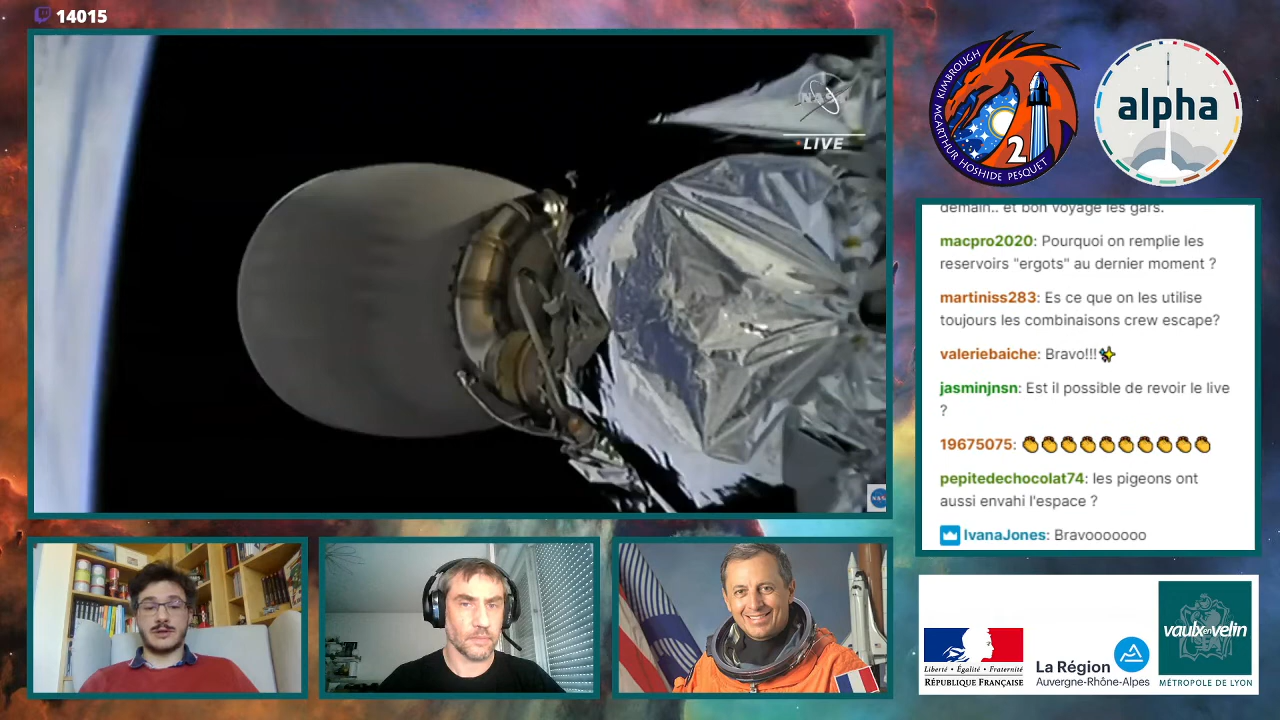 14015
NASA
LIVE
MCARTHUR KIMBROUGH
HOSHIDE PESQUET
2
alpha
demain.. et bon voyage les gars.
macpro2020: Pourquoi on remplie les
reservoirs "ergots" au dernier moment ?
martiniss283: Es ce que on les utilise
toujours les combinaisons crew escape?
valeriebaiche: Bravo!!!✨
jasminjnsn: Est il possible de revoir le live
?
19675075: 👏👏👏👏👏👏👏👏👏👏
pepitedechocolat74: les pigeons ont
aussi envahi l'espace ?
IvanaJones: Bravooooooo
NASA
Liberté • Égalité • Fraternité
RÉPUBLIQUE FRANÇAISE
La Région
Auvergne-Rhône-Alpes
vaulx en velin
MÉTROPOLE DE LYON